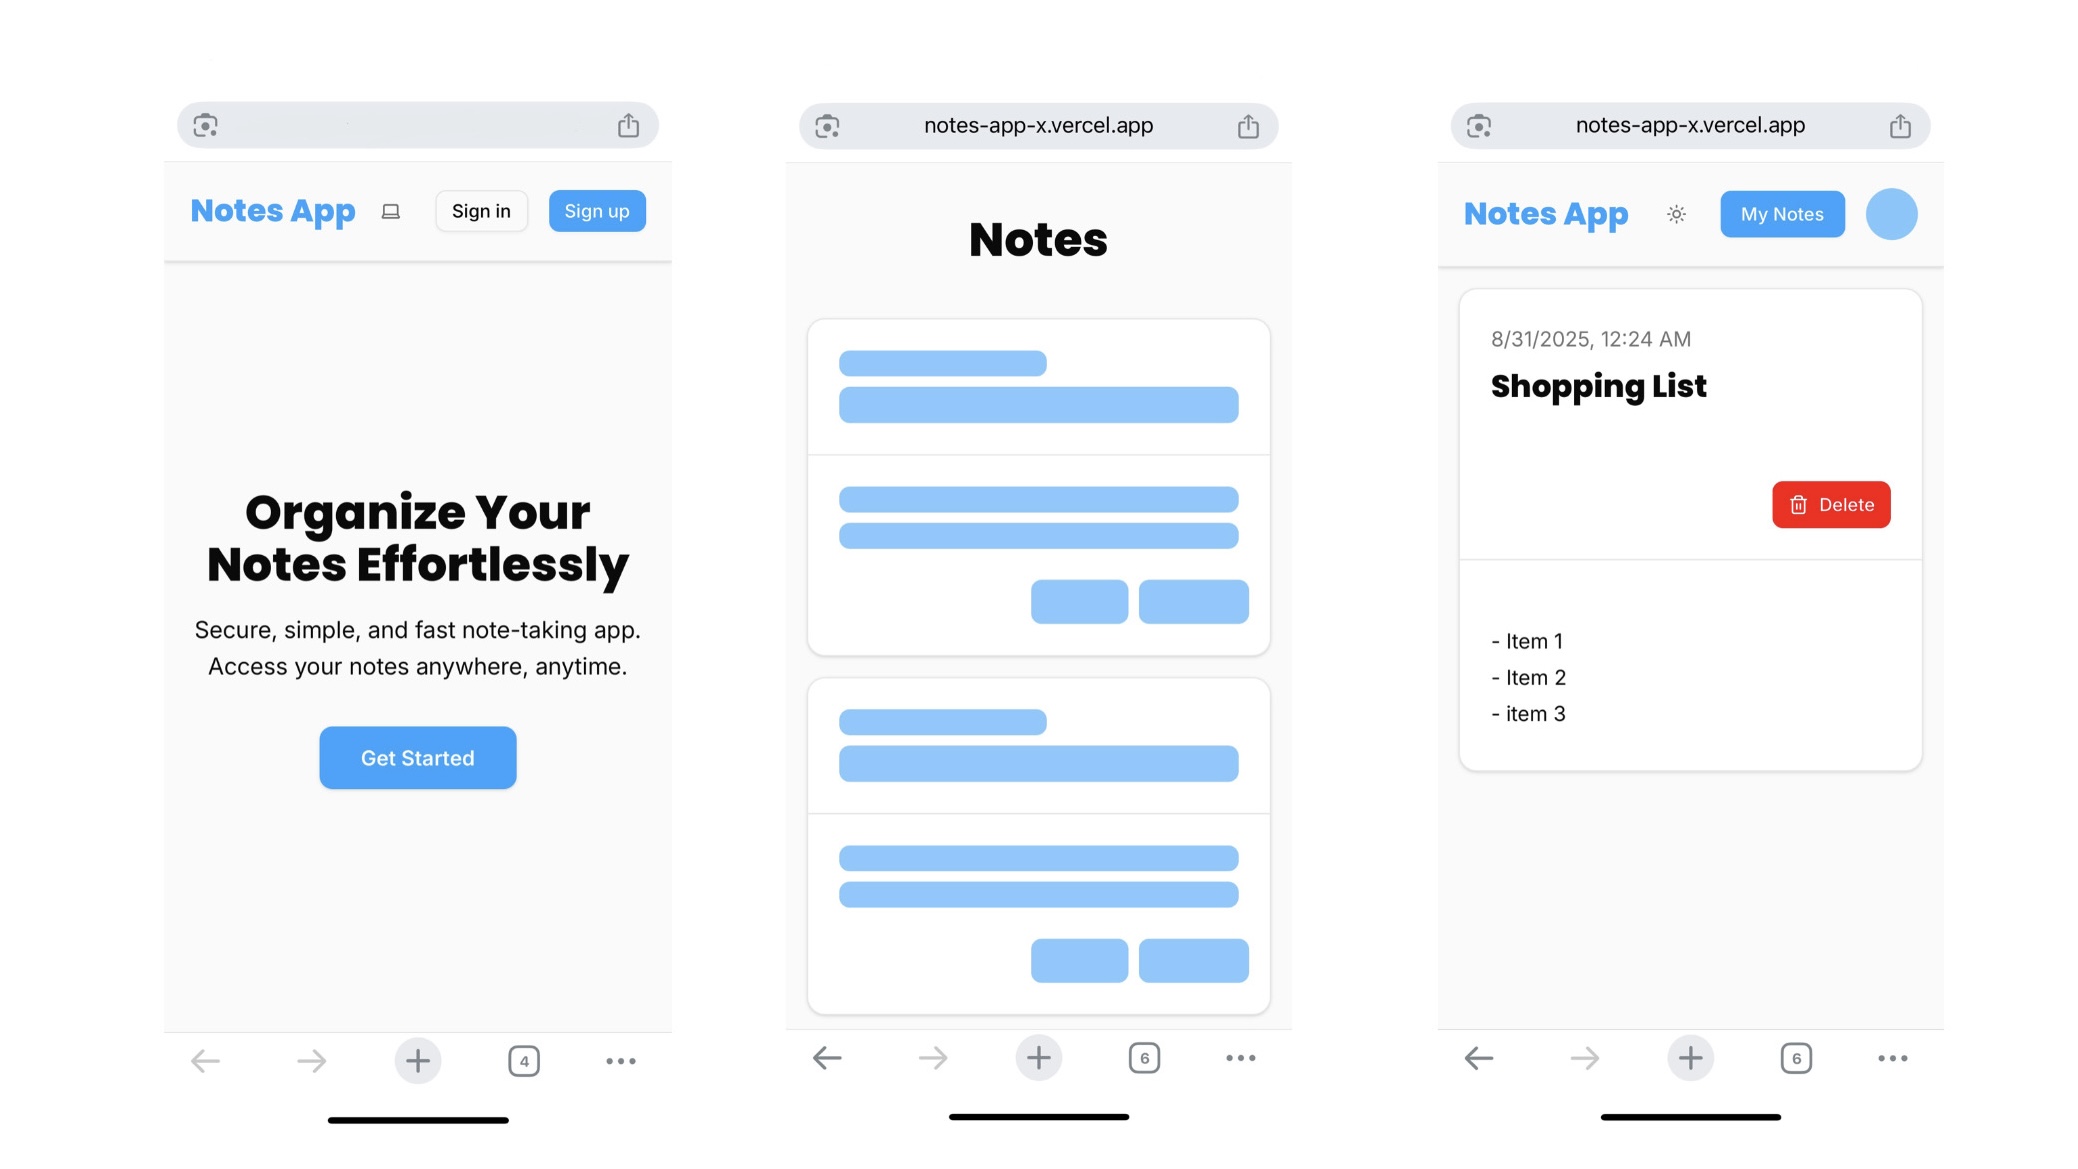 Notes App
Sign in
Sign up
Organize Your
Notes Effortlessly
Secure, simple, and fast note-taking app.
Access your notes anywhere, anytime.
Get Started
4
notes-app-x.vercel.app
Notes
6
notes-app-x.vercel.app
Notes App
My Notes
8/31/2025, 12:24 AM
Shopping List
Delete
- Item 1
- Item 2
- item 3
6